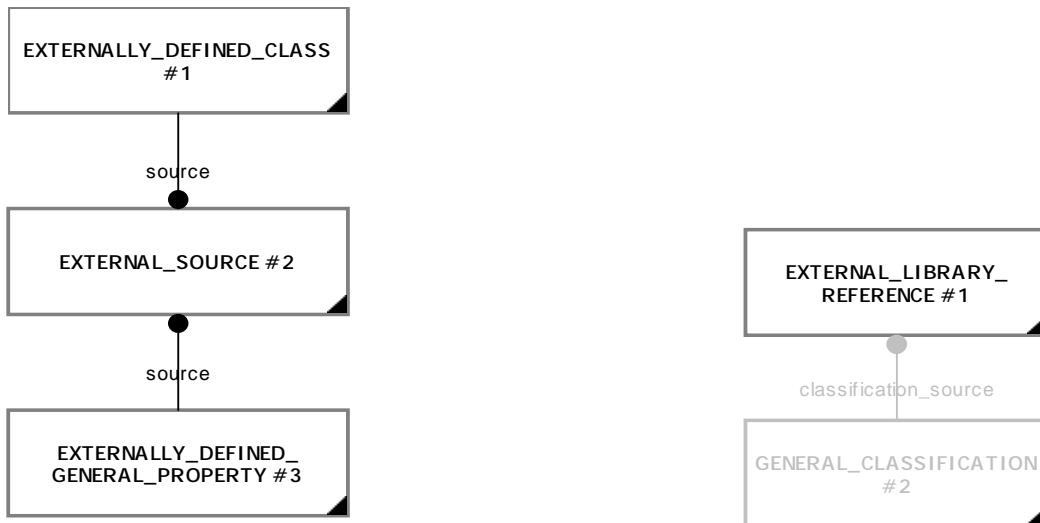 EXTERNALLY_DEFINED_CLASS
#1
source
EXTERNAL_SOURCE #2
source
EXTERNALLY_DEFINED_
GENERAL_PROPERTY #3
EXTERNAL_LIBRARY_
REFERENCE #1
classification_source
GENERAL_CLASSIFICATION
#2